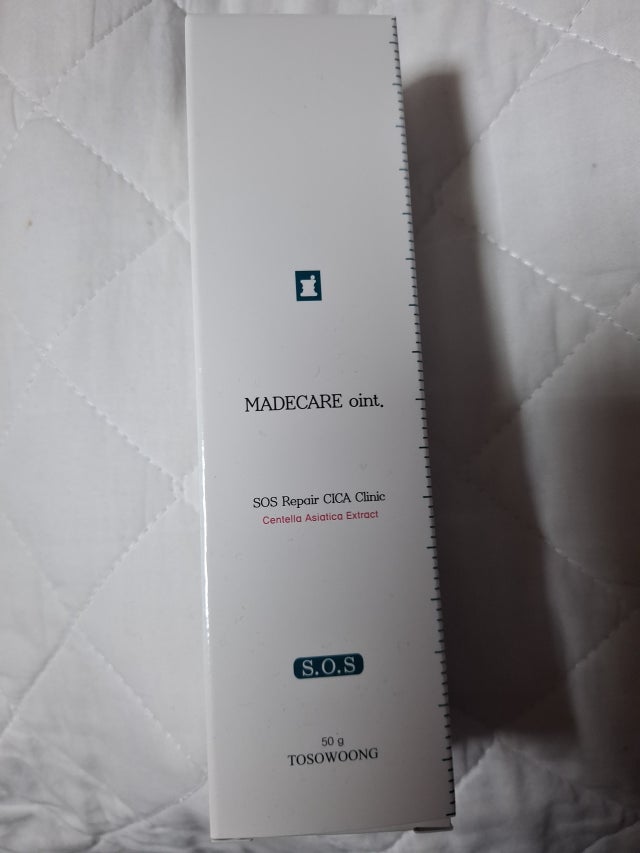 MADECARE oint.
SOS Repair CICA Clinic
Centella Asiatica Extract
S.O.S
50 g
TOSOWOONG